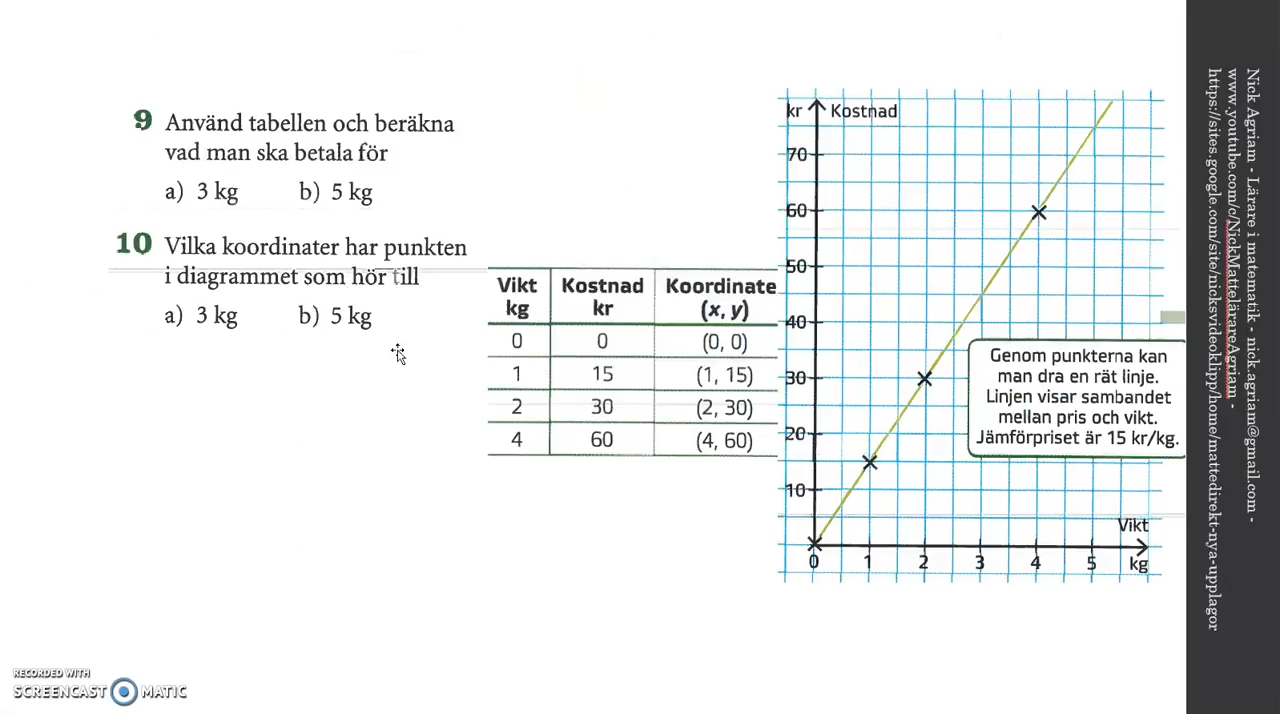 9 Använd tabellen och beräkna
vad man ska betala för
a) 3 kg b) 5 kg
10 Vilka koordinater har punkten
i diagrammet som hör till
a) 3 kg b) 5 kg
Vikt Kostnad Koordinate
kg kr (x, y)
0 0 (0, 0)
1 15 (1, 15)
2 30 (2, 30)
4 60 (4, 60)
kr Kostnad
70
60
50
40
30
20
10
Genom punkterna kan
man dra en rät linje.
Linjen visar sambandet
mellan pris och vikt.
Jämförpriset är 15 kr/kg.
Vikt
0 1 2 3 4 5 kg
Nick Agriam - Lärare i matematik - nick.agriam@gmail.com -
www.youtube.com/c/NickMattelärareAgriam -
https://sites.google.com/site/nicksvideoklipp/home/mattedirekt-nya-upplagor
RECORDED WITH
SCREENCAST MATIC